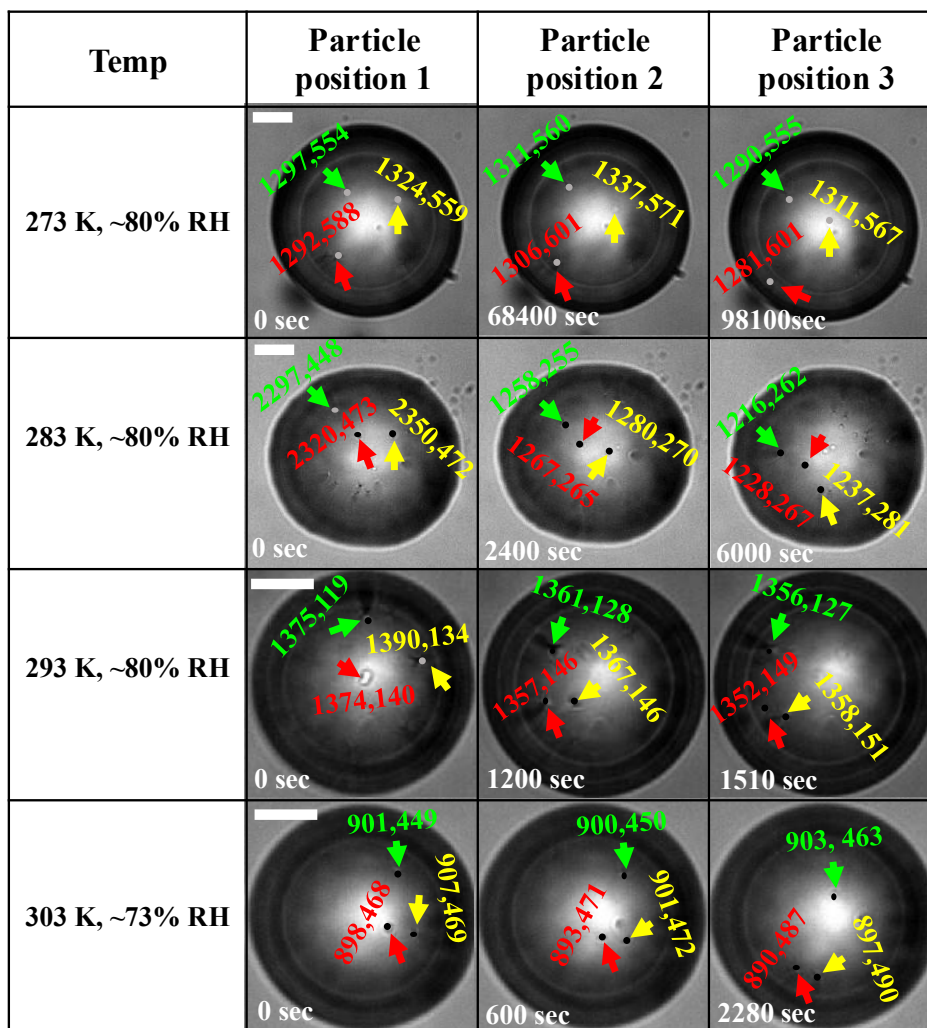 Temp
Particle
position 1
Particle
position 2
Particle
position 3
273 K, ~80% RH
1297,554
1324,559
1292,588
0 sec
1311,560
1337,571
1306,601
68400 sec
1290,555
1311,567
1281,601
98100sec
283 K, ~80% RH
2297,448
2350,472
2320,473
0 sec
1258,255
1280,270
1267,265
2400 sec
1216,262
1237,281
1228,267
6000 sec
293 K, ~80% RH
1375,119
1390,134
1374,140
0 sec
1361,128
1367,146
1357,146
1200 sec
1356,127
1358,151
1352,149
1510 sec
303 K, ~73% RH
901,449
907,469
898,468
0 sec
900,450
901,472
893,471
600 sec
903, 463
897,490
890,487
2280 sec